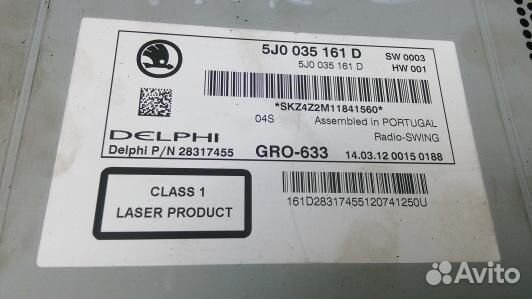 5J0 035 161 D SW 0003
5J0 035 161 D HW 001
*SKZ4Z2M11841560*
04S Assembled in PORTUGAL
DELPHI Radio-SWING
Delphi P/N 28317455 GRO-633 14.03.12 0015 0188
CLASS 1
LASER PRODUCT
161D28317455120741250U
Avito